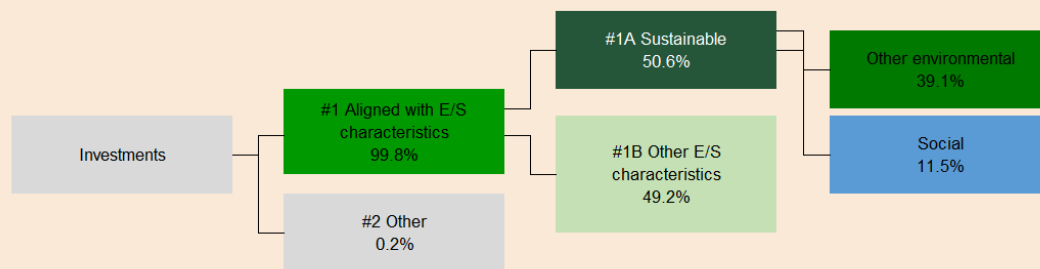 Investments
#1 Aligned with E/S
characteristics
99.8%
#2 Other
0.2%
#1A Sustainable
50.6%
#1B Other E/S
characteristics
49.2%
Other environmental
39.1%
Social
11.5%